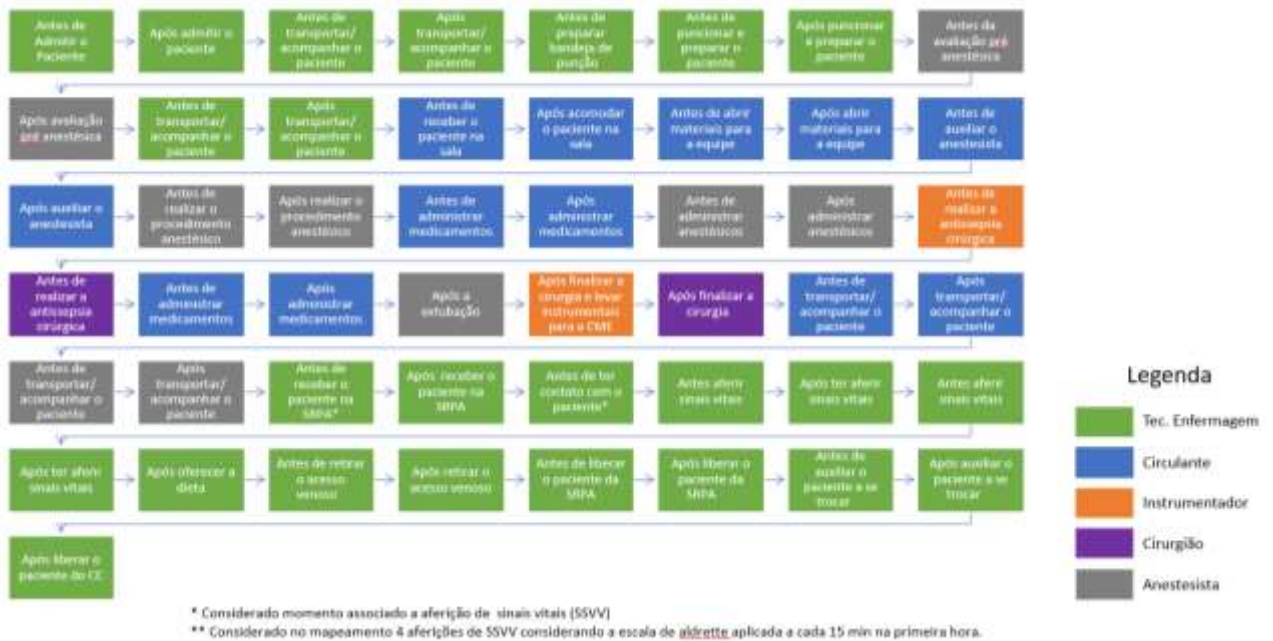 Antes de
Admitir o
Paciente
Após admitir o
paciente
Antes de
transportar/
acompanhar o
paciente
Após
transportar/
acompanhar o
paciente
Antes de
preparar
bandeja de
punção
Antes de
puncionar e
preparar o
paciente
Após puncionar
e preparar o
paciente
Antes da
avaliação pré
anestésica
Após avaliação
pré anestésica
Antes de
transportar/
acompanhar o
paciente
Após
transportar/
acompanhar o
paciente
Antes de
receber o
paciente na
sala
Após acomodar
o paciente na
sala
Antes de abrir
materiais para
a equipe
Após abrir
materiais para
a equipe
Antes de
auxiliar o
anestesista
Após auxiliar o
anestesista
Antes de
realizar o
procedimento
anestésico
Após realizar o
procedimento
anestésico
Antes de
administrar
medicamentos
Após
administrar
medicamentos
Antes de
administrar
anestésicos
Após
administrar
anestésicos
Antes de
realizar a
antissepsia
cirúrgica
Antes de
realizar a
antissepsia
cirúrgica
Antes de
administrar
medicamentos
Após
administrar
medicamentos
Após a
extubação
Após finalizar a
cirurgia e levar
instrumentais
para a CME
Após finalizar a
cirurgia
Antes de
transportar/
acompanhar o
paciente
Após
transportar/
acompanhar o
paciente
Antes de
transportar/
acompanhar o
paciente
Após
transportar/
acompanhar o
paciente
Antes de
receber o
paciente na
SRPA*
Após receber o
paciente na
SRPA
Antes de ter
contato com o
paciente*
Antes aferir
sinais vitais
Após ter aferir
sinais vitais
Antes aferir
sinais vitais
Após ter aferir
sinais vitais
Após oferecer a
dieta
Antes de retirar
o acesso
venoso
Após retirar o
acesso venoso
Antes de liberar
o paciente da
SRPA
Após liberar o
paciente da
SRPA
Antes de
auxiliar o
paciente a se
trocar
Após auxiliar o
paciente a se
trocar
Após liberar o
paciente do CC
Legenda
Tec. Enfermagem
Circulante
Instrumentador
Cirurgião
Anestesista
* Considerado momento associado a aferição de sinais vitais (SSVV)
** Considerado no mapeamento 4 aferições de SSVV considerando a escala de aldrette aplicada a cada 15 min na primeira hora.